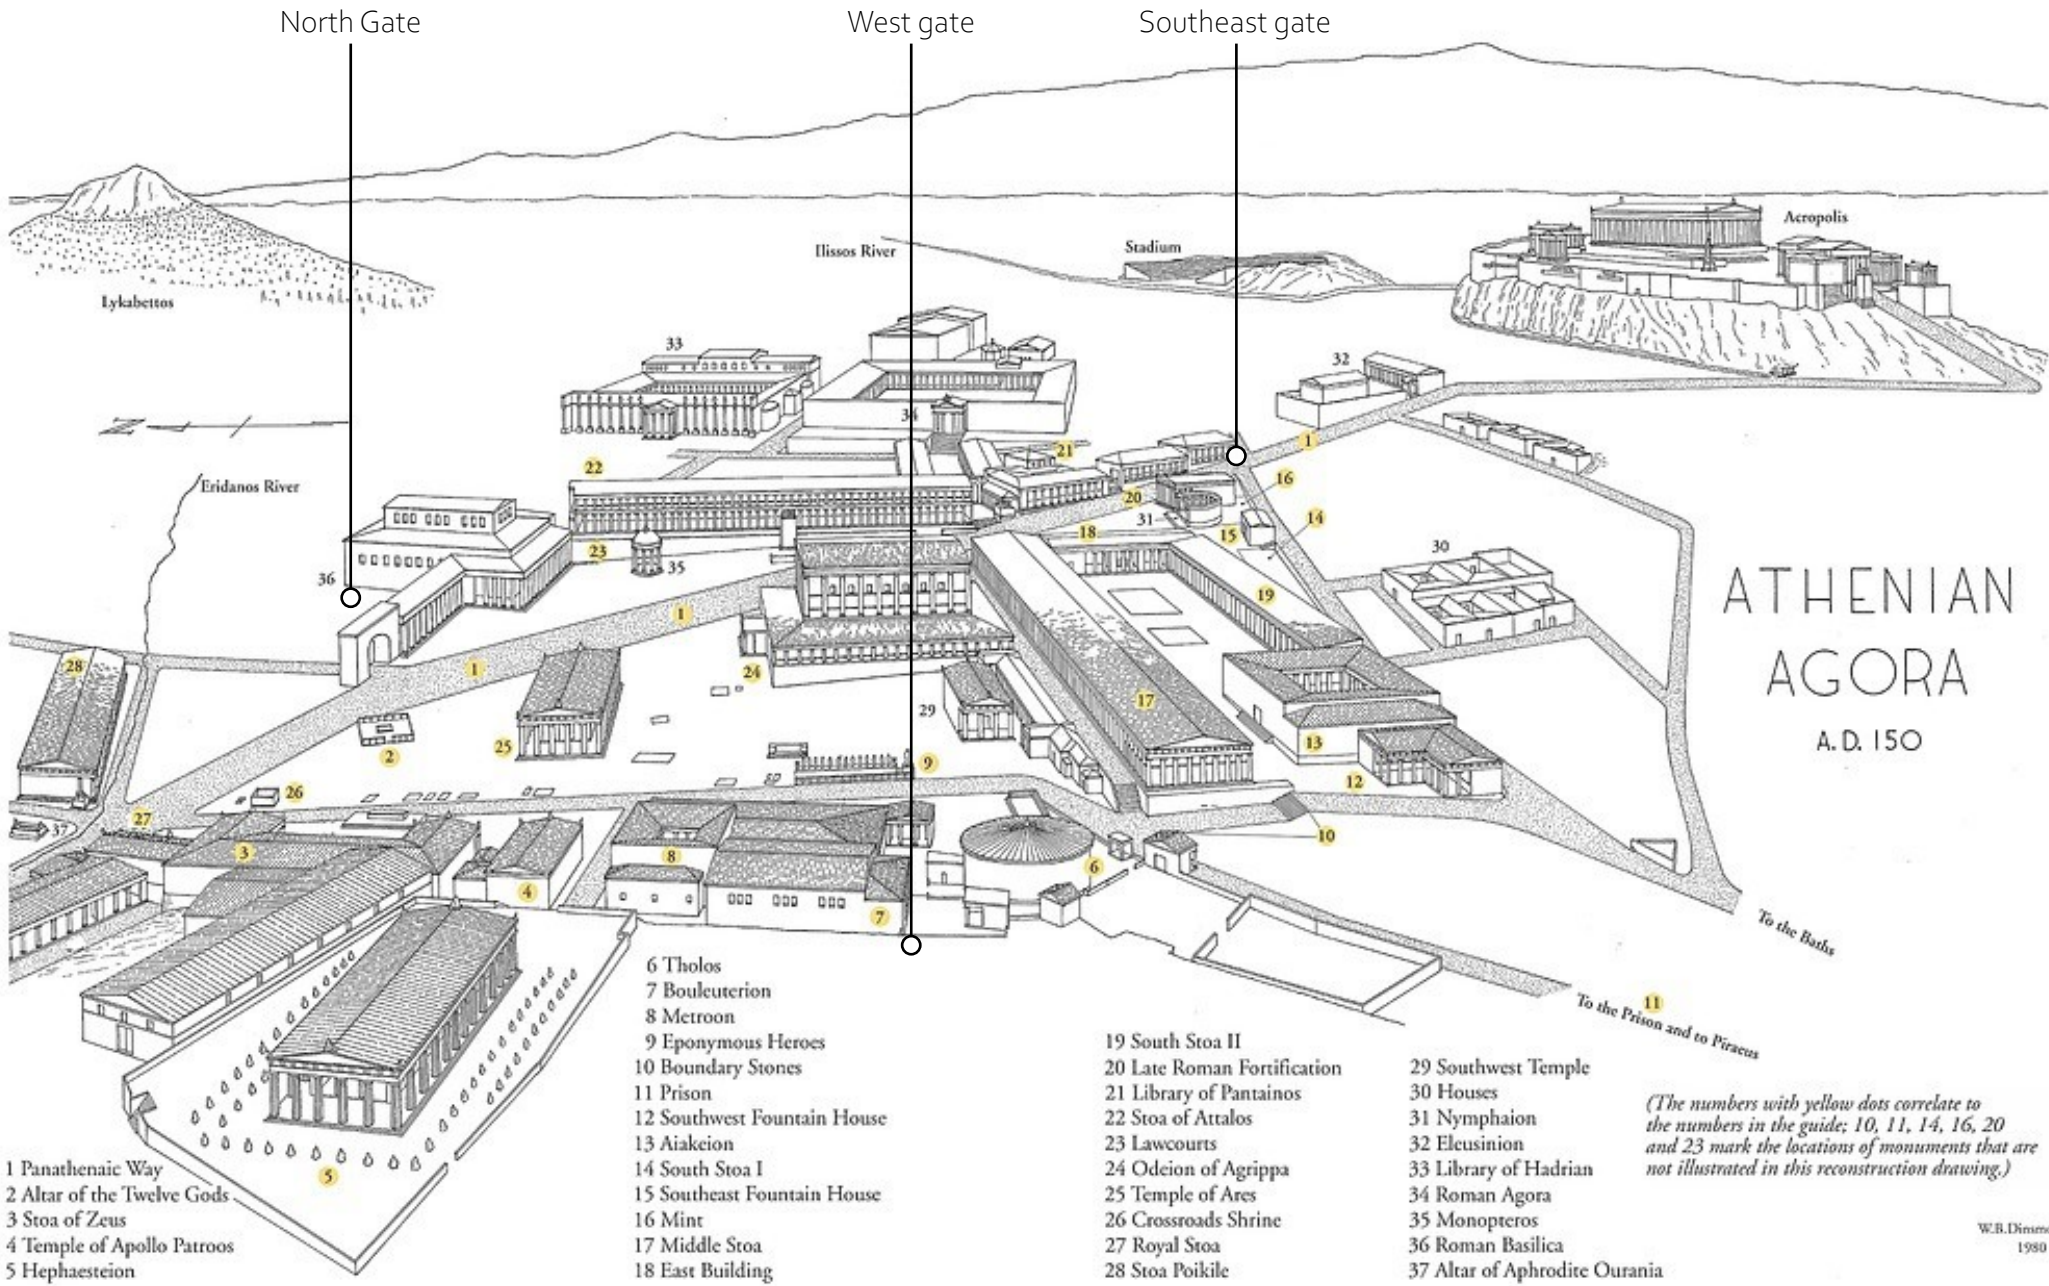 North Gate
West gate
Southeast gate
Acropolis
Ilissos River
Stadium
Lykabettos
33
32
34
1
21
22
16
Eridanos River
20
31
14
18
15
30
23
35
36
19
1
ATHENIAN
AGORA
A.D. 150
28
1
24
17
29
2
25
9
13
12
26
27
37
10
3
8
6
4
7
To the Baths
11
To the Prison and to Piraeus
5
1 Panathenaic Way
2 Altar of the Twelve Gods
3 Stoa of Zeus
4 Temple of Apollo Patroos
5 Hephaesteion
6 Tholos
7 Bouleuterion
8 Metroon
9 Eponymous Heroes
10 Boundary Stones
11 Prison
12 Southwest Fountain House
13 Aiakeion
14 South Stoa I
15 Southeast Fountain House
16 Mint
17 Middle Stoa
18 East Building
19 South Stoa II
20 Late Roman Fortification
21 Library of Pantainos
22 Stoa of Attalos
23 Lawcourts
24 Odeion of Agrippa
25 Temple of Ares
26 Crossroads Shrine
27 Royal Stoa
28 Stoa Poikile
29 Southwest Temple
30 Houses
31 Nymphaion
32 Eleusinion
33 Library of Hadrian
34 Roman Agora
35 Monopteros
36 Roman Basilica
37 Altar of Aphrodite Ourania
(The numbers with yellow dots correlate to
the numbers in the guide; 10, 11, 14, 16, 20
and 23 mark the locations of monuments that are
not illustrated in this reconstruction drawing.)
W.B.Dinsmo
1980